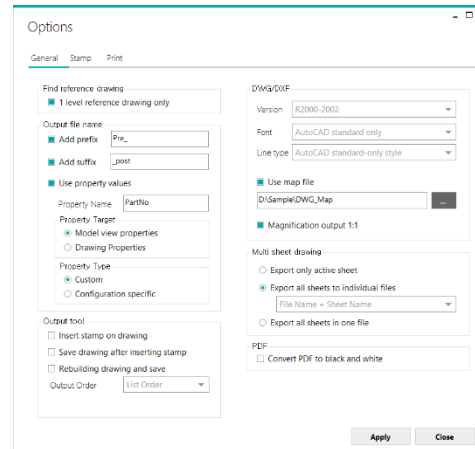 Options
General Stamp Print
Find reference drawing
1 level reference drawing only
Output file name
Add prefix Pre_
Add suffix _post
Use property values
Property Name PartNo
Property Target
Model view properties
Drawing Properties
Property Type
Custom
Configuration specific
Output tool
Insert stamp on drawing
Save drawing after inserting stamp
Rebuilding drawing and save
Output Order List Order
DWG/DXF
Version R2000-2002
Font AutoCAD standard only
Line type AutoCAD standard-only style
Use map file
D:\Sample\DWG_Map ...
Magnification output 1:1
Multi sheet drawing
Export only active sheet
Export all sheets to individual files
File Name + Sheet Name
Export all sheets in one file
PDF
Convert PDF to black and white
Apply Close